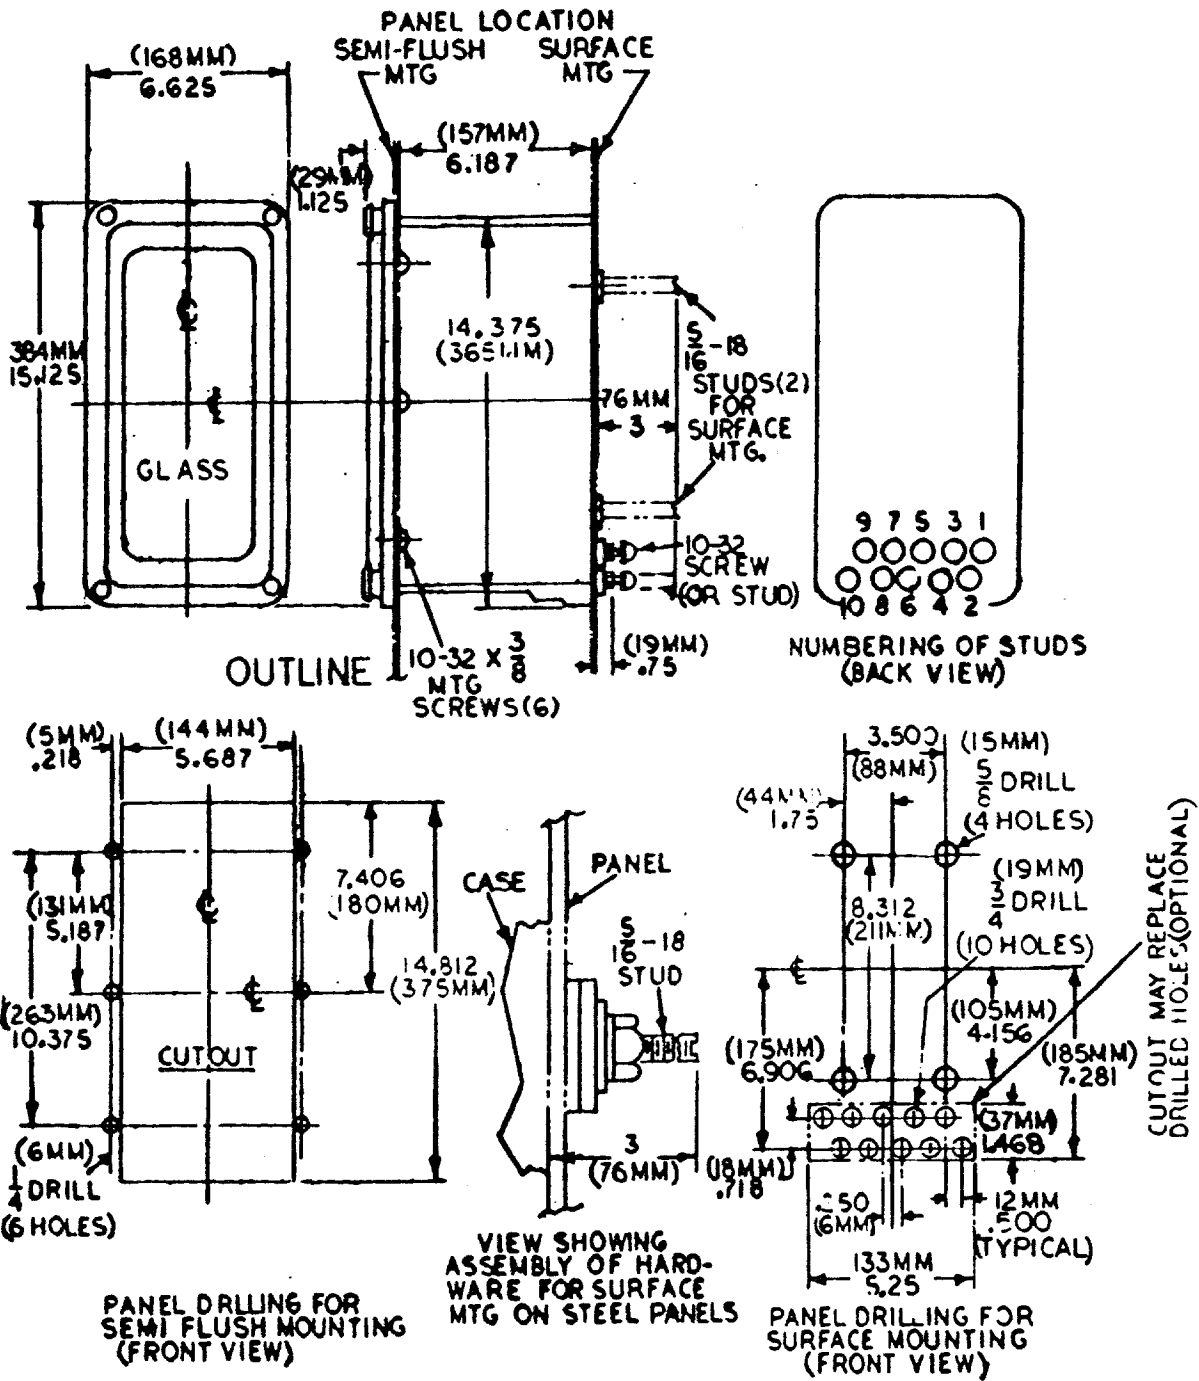 PANEL LOCATION
SEMI-FLUSH
MTG
SURFACE
MTG
(168MM)
6.625
(157MM)
6.187
(29MM)
1.125
384MM
15.125
14.375
GLASS
5/16-18
STUDS(2)
FOR
SURFACE
MTG.
76MM
3
10-32
SCREW
(OR STUD)
(19MM)
.75
10-32 X 3/8
MTG
SCREWS(6)
OUTLINE
9 7 5 3 1
10 8 6 4 2
NUMBERING OF STUDS
(BACK VIEW)
(5MM)
.218
(144MM)
5.687
(131MM)
5.187
(263MM)
10.375
7.406
(180MM)
14.812
(375MM)
CUTOUT
(6MM)
1/4 DRILL
(6 HOLES)
PANEL DRLLING FOR
SEMI FLUSH MOUNTING
(FRONT VIEW)
CASE
PANEL
5/16-18
STUD
3
(76MM)
VIEW SHOWING
ASSEMBLY OF HARD-
WARE FOR SURFACE
MTG ON STEEL PANELS
3.500
(88MM)
(15MM)
5/8 DRILL
(4 HOLES)
(44MM)
1.75
(19MM)
3/4 DRILL
(10 HOLES)
8.312
(211MM)
CUTOUT MAY REPLACE
DRILLED HOLES(OPTIONAL)
(105MM)
4.156
(175MM)
6.906
(185MM)
7.281
(37MM)
1.468
(18MM)
.718
.250
(6MM)
12MM
.500
(TYPICAL)
133MM
5.25
PANEL DRILLING FOR
SURFACE MOUNTING
(FRONT VIEW)